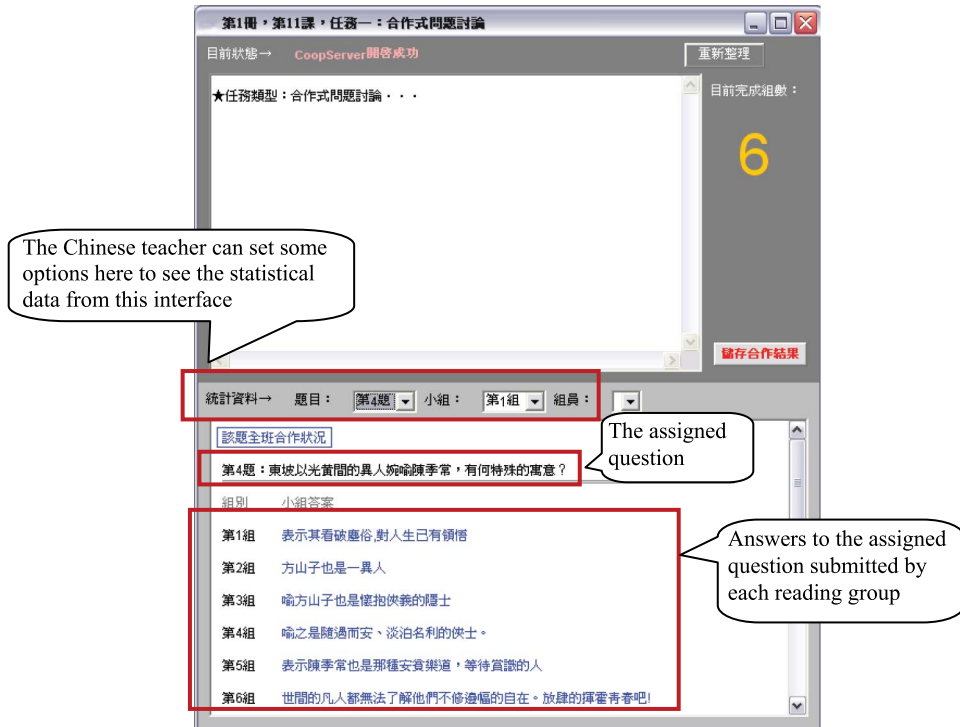 第1冊，第11課，任務一：合作式問題討論
目前狀態→ CoopServer開啓成功 重新整理
★任務類型：合作式問題討論・・・
目前完成組數：
6
The Chinese teacher can set some
options here to see the statistical
data from this interface
儲存合作結果
統計資料→ 題目： 第4題 小組： 第1組 組員：
該題全班合作狀況
The assigned
question
第4題：東坡以光黃間的異人婉喻陳季常，有何特殊的寓意？
組別 小組答案
第1組 表示其看破塵俗,對人生已有領悟
第2組 方山子也是一異人
第3組 喻方山子也是懷抱俠義的隱士
第4組 喻之是隨遇而安、淡泊名利的俠士。
第5組 表示陳季常也是那種安貧樂道，等待賞識的人
第6組 世間的凡人都無法了解他們不修邊幅的自在。放肆的揮霍青春吧!
Answers to the assigned
question submitted by
each reading group